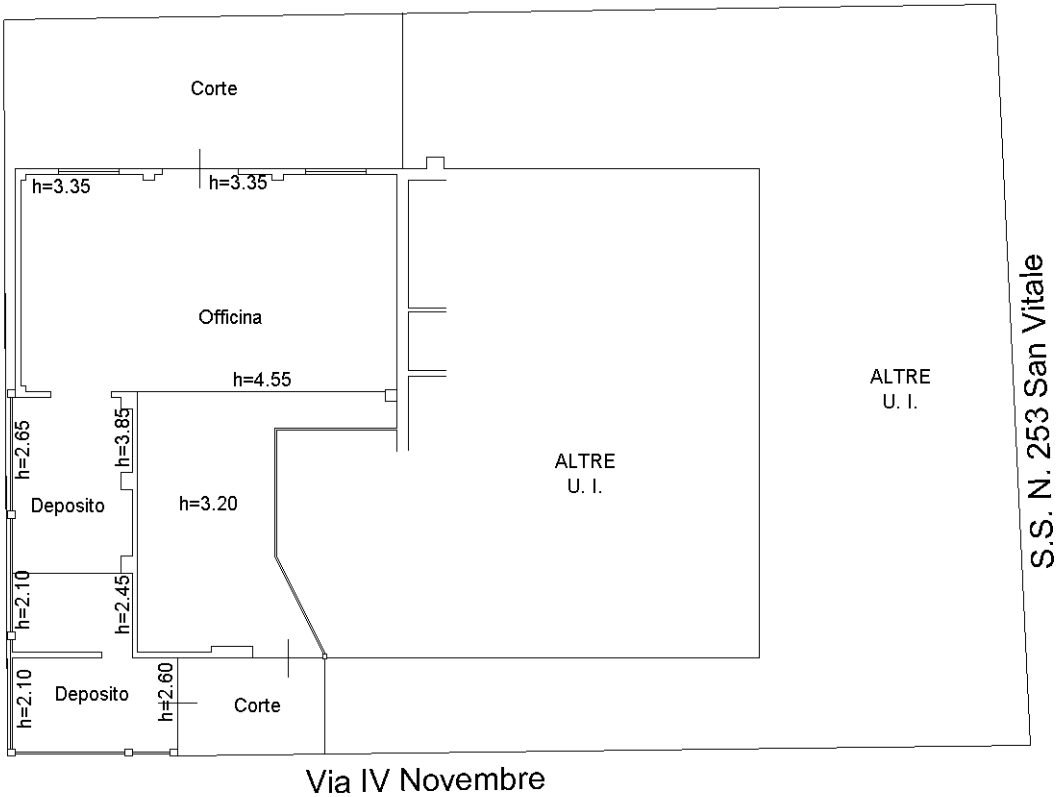 Corte
h=3.35
h=3.35
Officina
h=4.55
S.S. N. 253 San Vitale
ALTRE
U. I.
h=2.65
h=3.85
Deposito
h=3.20
ALTRE
U. I.
h=2.10
h=2.45
h=2.10
Deposito
h=2.60
Corte
Via IV Novembre